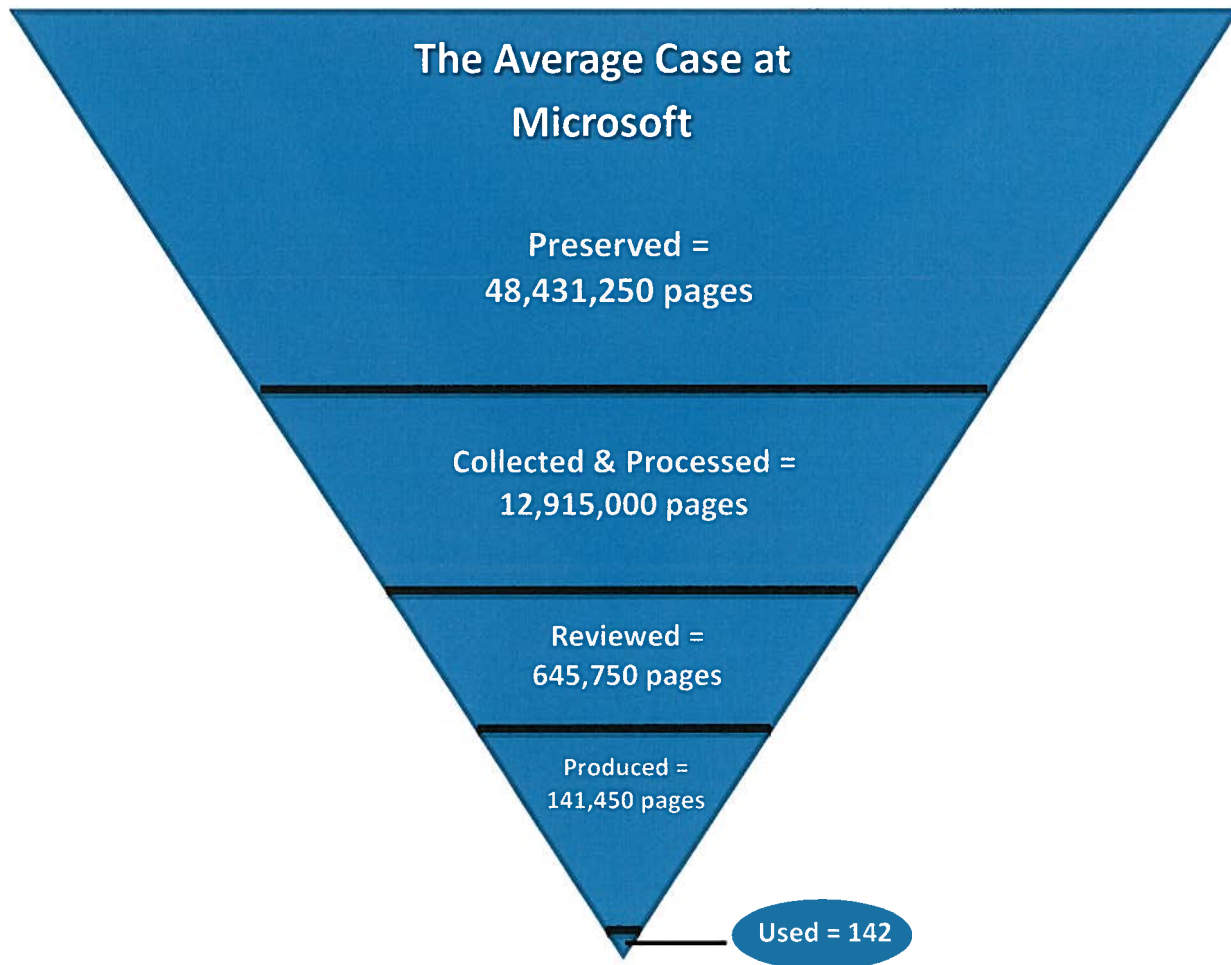 The Average Case at
Microsoft
Preserved =
48,431,250 pages
Collected & Processed =
12,915,000 pages
Reviewed =
645,750 pages
Produced =
141,450 pages
Used = 142